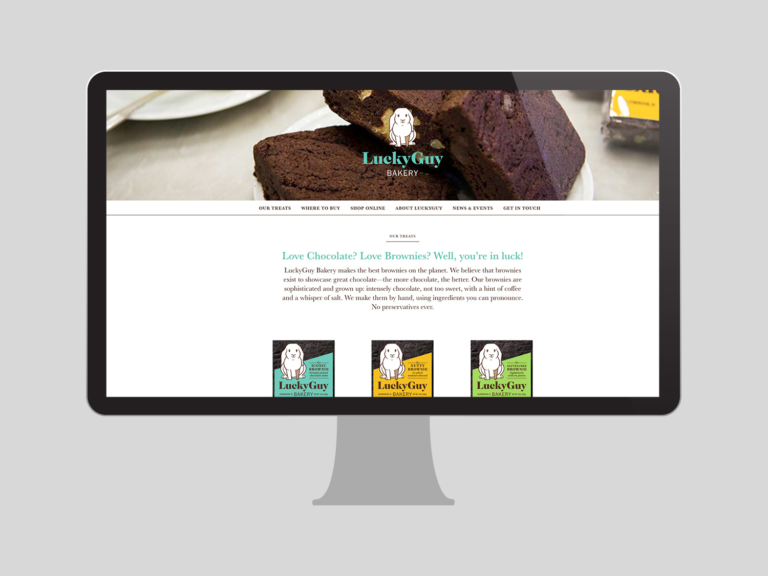 LuckyGuy
BAKERY
OUR TREATS WHERE TO BUY SHOP ONLINE ABOUT LUCKYGUY NEWS & EVENTS GET IN TOUCH
OUR TREATS
Love Chocolate? Love Brownies? Well, you're in luck!
LuckyGuy Bakery makes the best brownies on the planet. We believe that brownies
exist to showcase great chocolate—the more chocolate, the better. Our brownies are
sophisticated and grown up: intensely chocolate, not too sweet, with a hint of coffee
and a whisper of salt. We make them by hand, using ingredients you can pronounce.
No preservatives ever.
BROWNIE
LuckyGuy
BAKERY
NUTTY
BROWNIE
LuckyGuy
BAKERY
BROWNIE
LuckyGuy
BAKERY